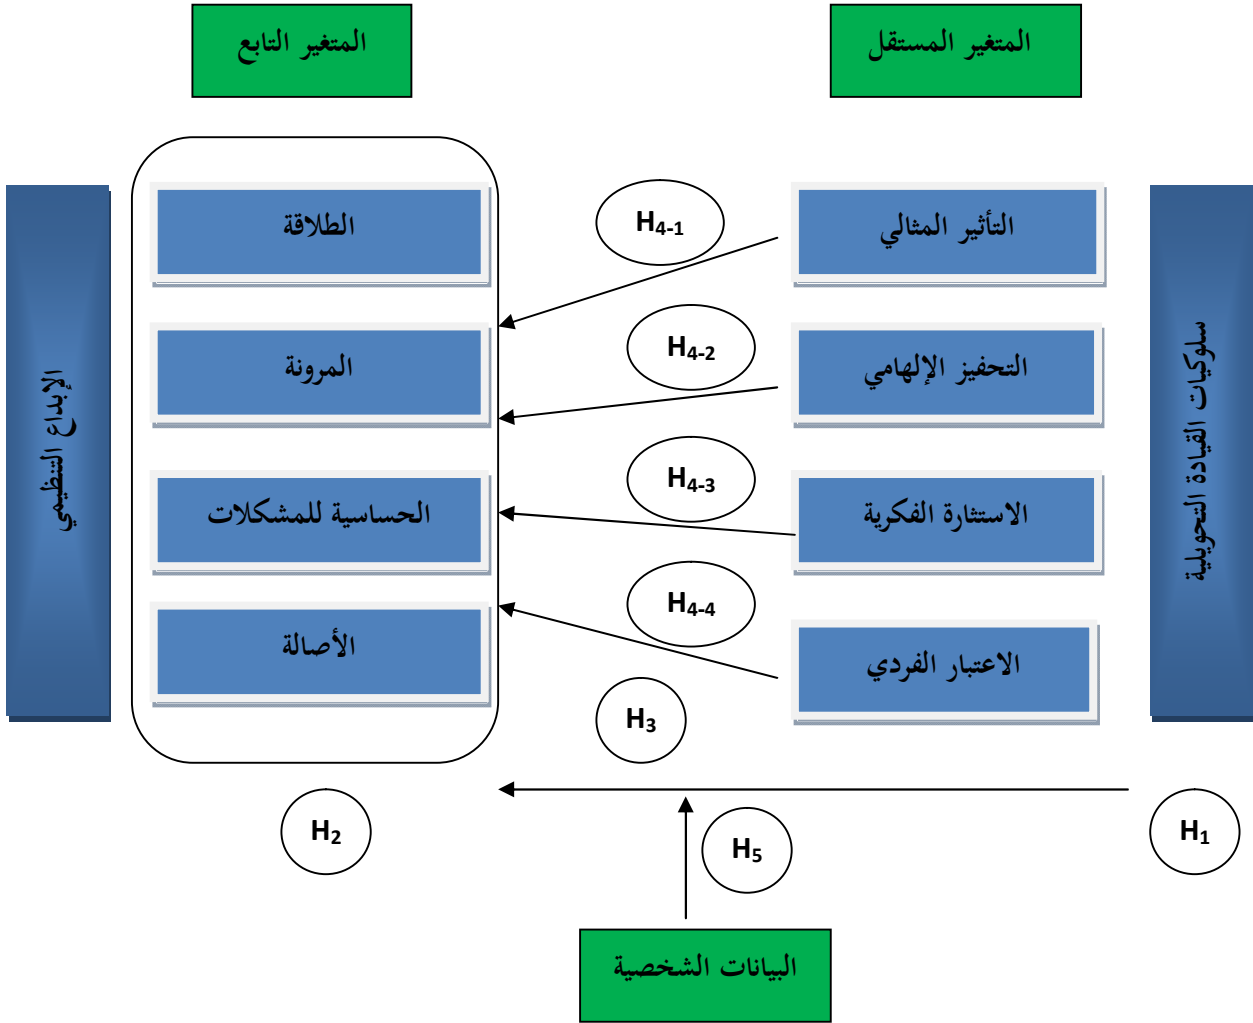 المتغير المستقل
المتغير التابع
سلوكيات القيادة التحويلية
التأثير المثالي
H4-1
الطلاقة
التحفيز الإلهامي
H4-2
المرونة
الاستثارة الفكرية
H4-3
الحساسية للمشكلات
الاعتبار الفردي
H4-4
الأصالة
الإبداع التنظيمي
H3
H1
H2
H5
البيانات الشخصية